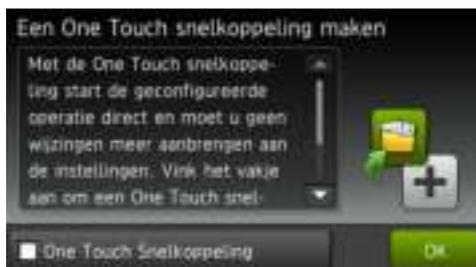 Een One Touch snelkoppeling maken
Met de One Touch snelkoppe-
ling start de geconfigureerde
operatie direct en moet u geen
wijzingen meer aanbrengen aan
de instellingen. Vink het vakje
aan om een One Touch snel-
One Touch Snelkoppeling
OK